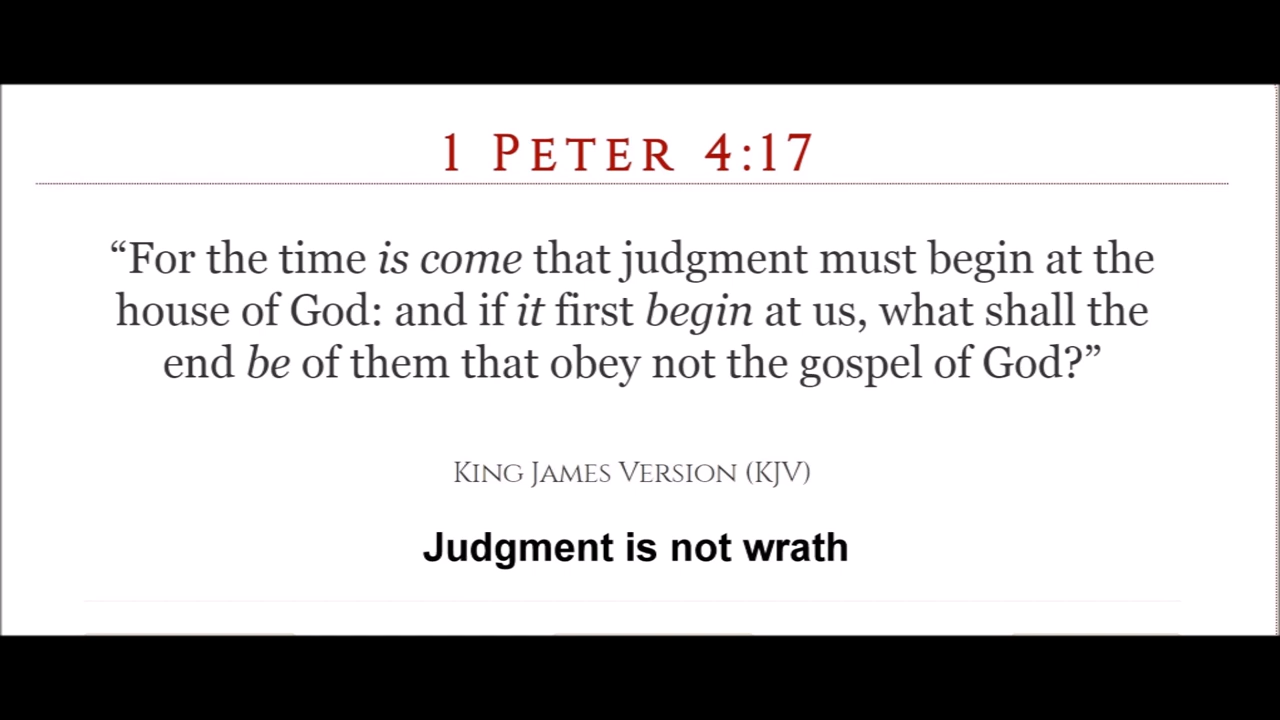 1 PETER 4:17
“For the time is come that judgment must begin at the
house of God: and if it first begin at us, what shall the
end be of them that obey not the gospel of God?”
KING JAMES VERSION (KJV)
Judgment is not wrath